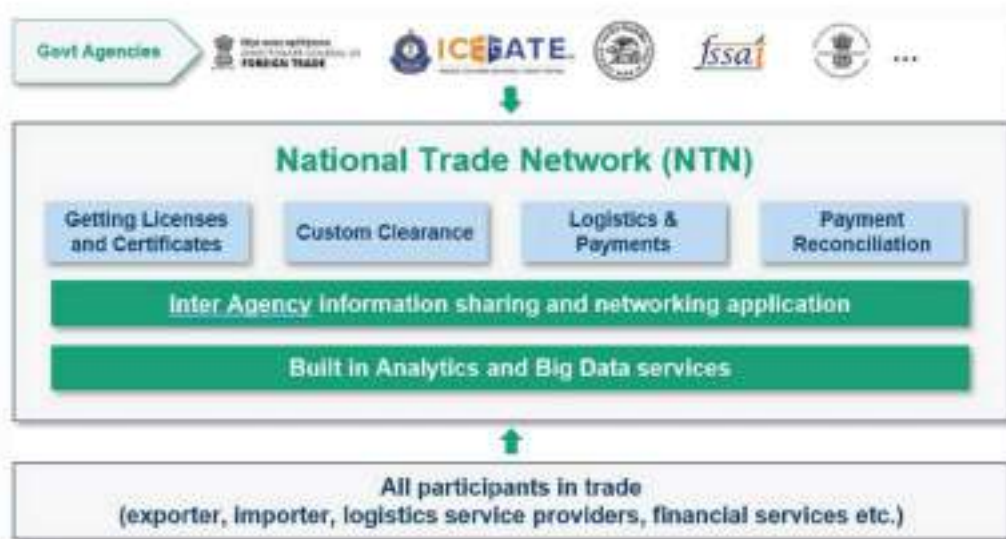 Govt Agencies
FOREIGN TRADE
ICEGATE
fssai
...
National Trade Network (NTN)
Getting Licenses
and Certificates
Custom Clearance
Logistics &
Payments
Payment
Reconciliation
Inter Agency information sharing and networking application
Built in Analytics and Big Data services
All participants in trade
(exporter, importer, logistics service providers, financial services etc.)